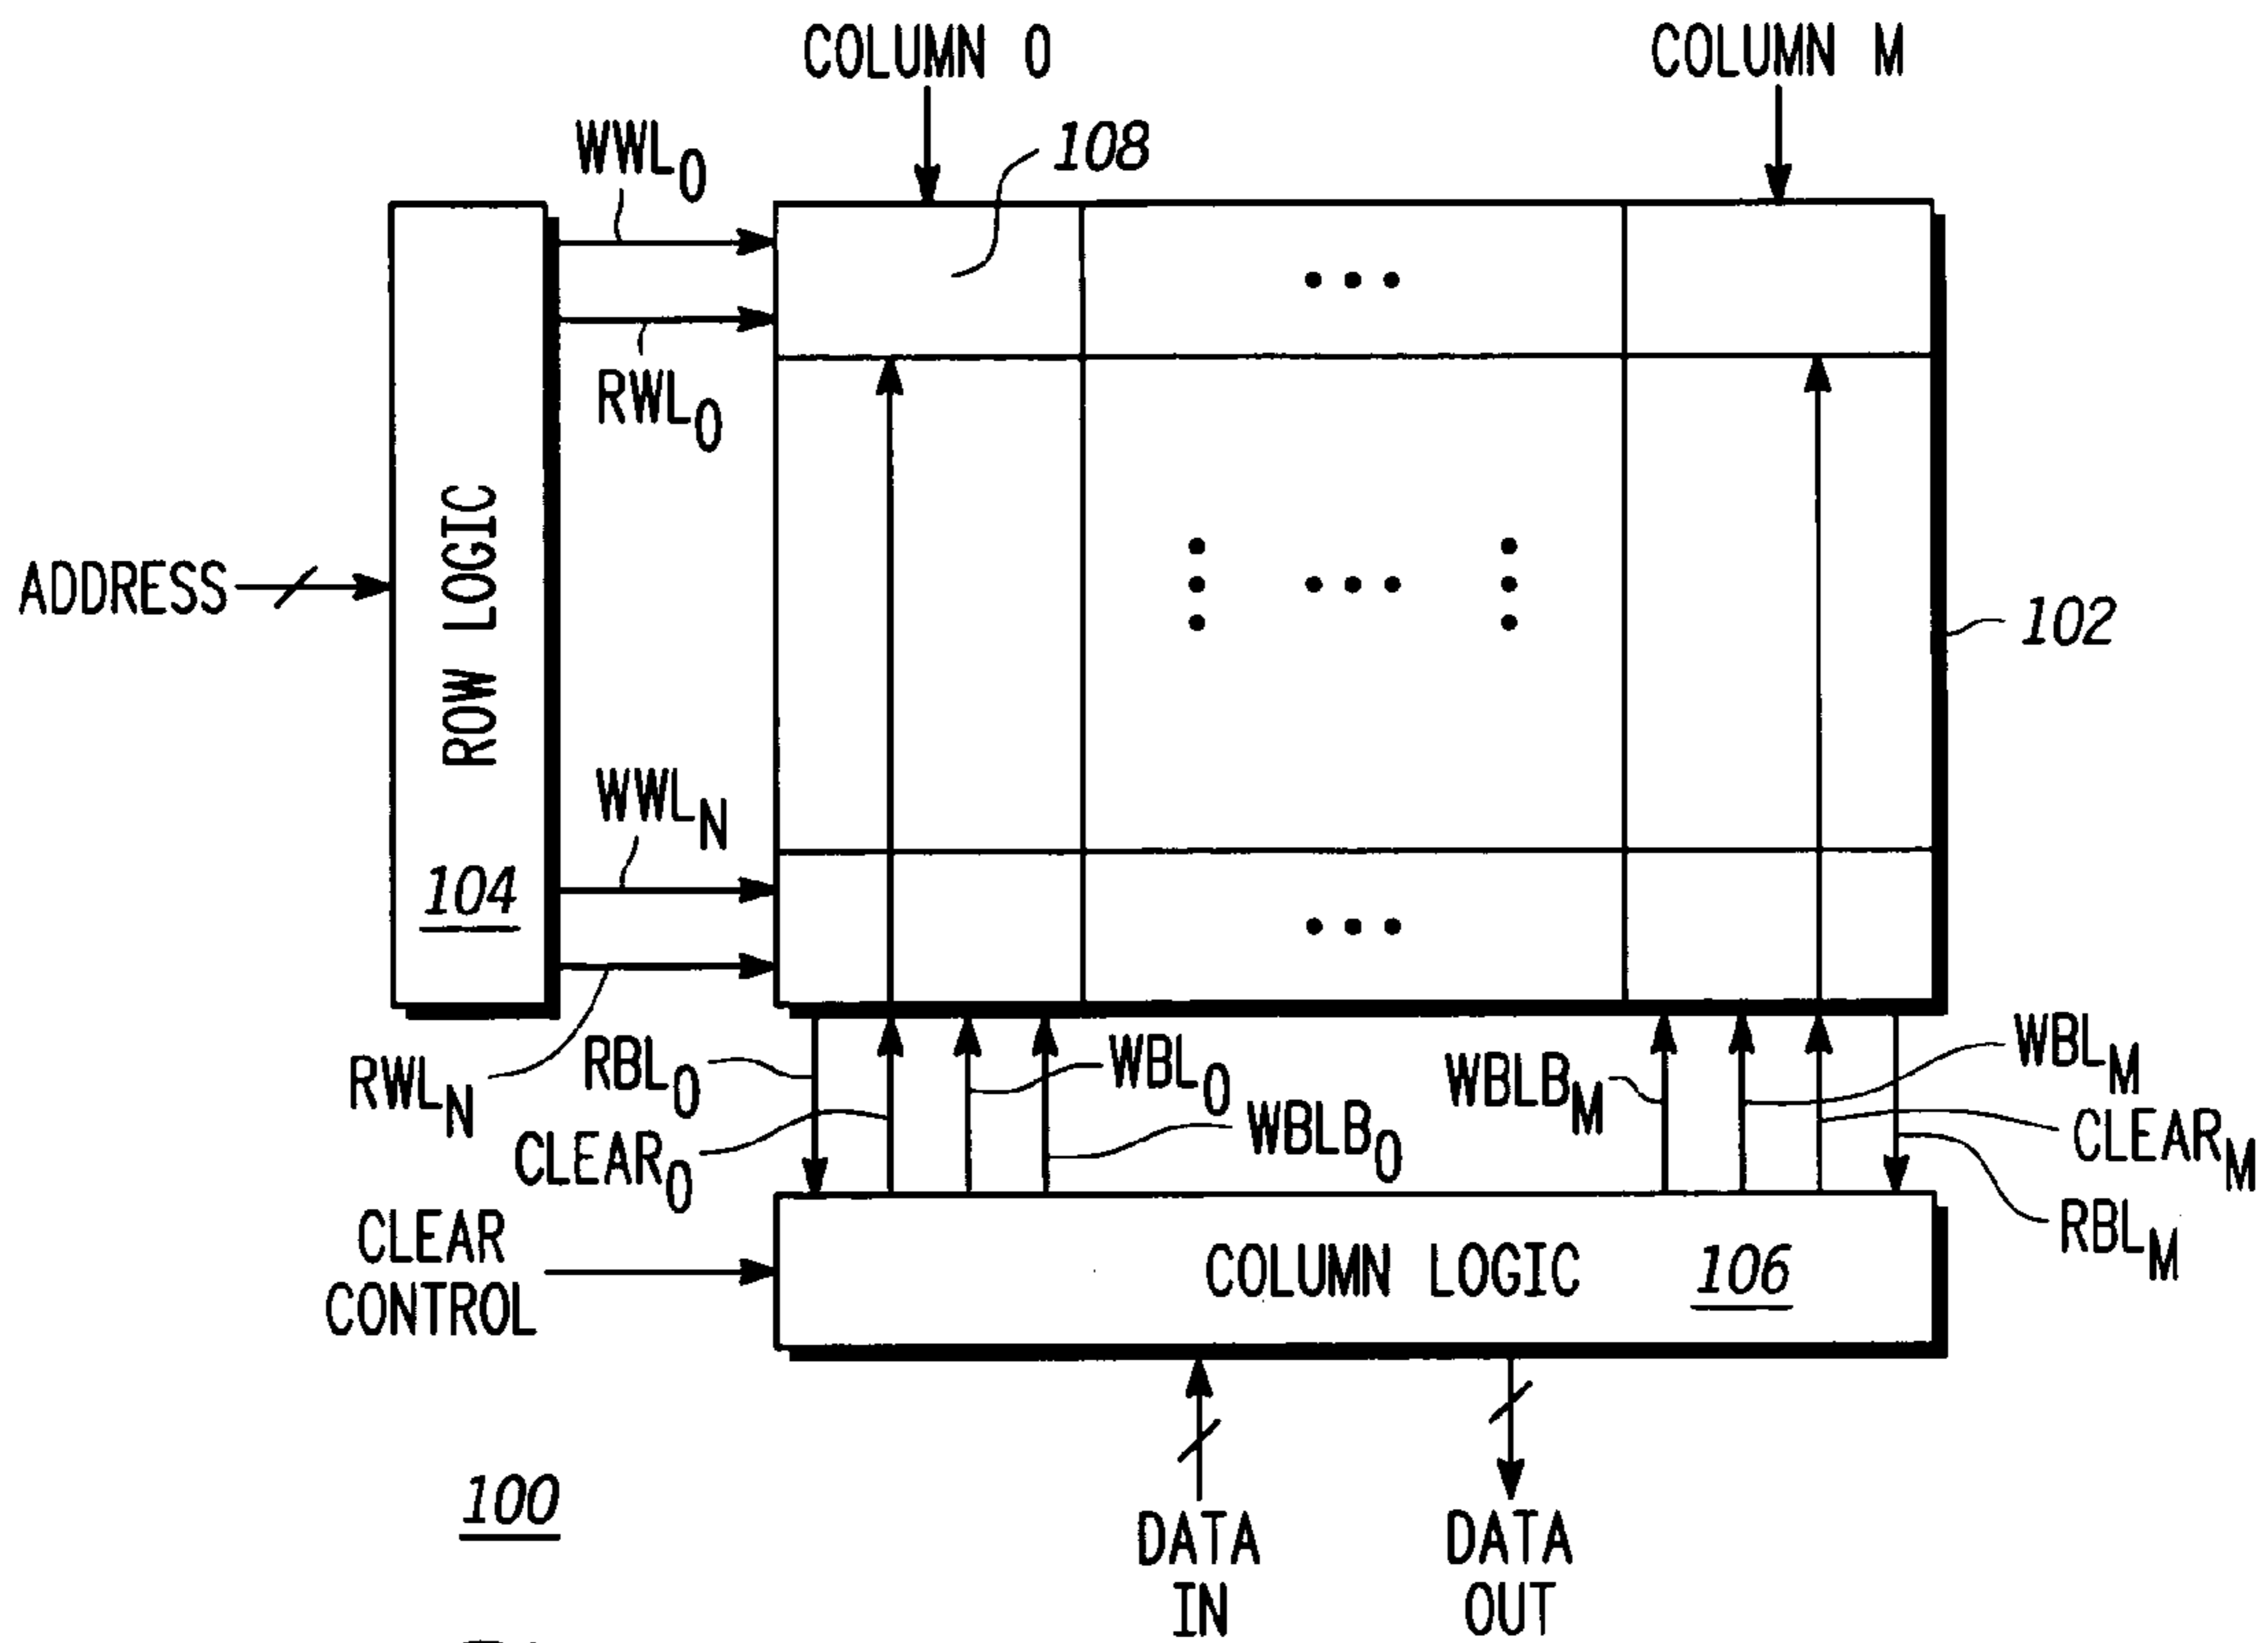 COLUMN 0
COLUMN M
108
WWL0
RWL0
ADDRESS
ROW LOGIC
104
102
WWLN
RWLN
RBL0
CLEAR0
WBL0
WBLB0
WBLBM
WBLM
CLEARM
RBLM
CLEAR
CONTROL
COLUMN LOGIC 106
100
DATA
IN
DATA
OUT